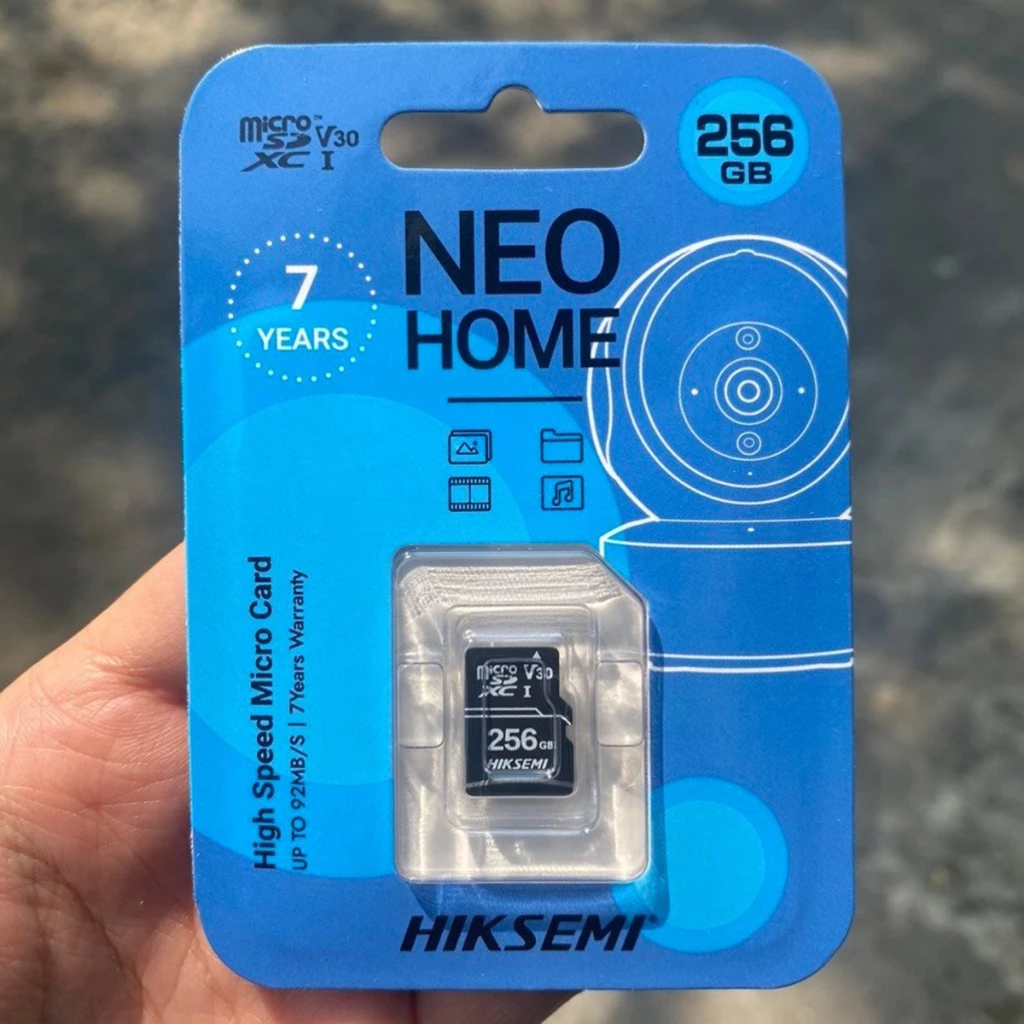 micro SD XC I V30
256
GB
NEO
HOME
7
YEARS
High Speed Micro Card
UP TO 92MB/S | 7Years Warranty
micro SD XC I V30
256GB
HIKSEMI
HIKSEMI